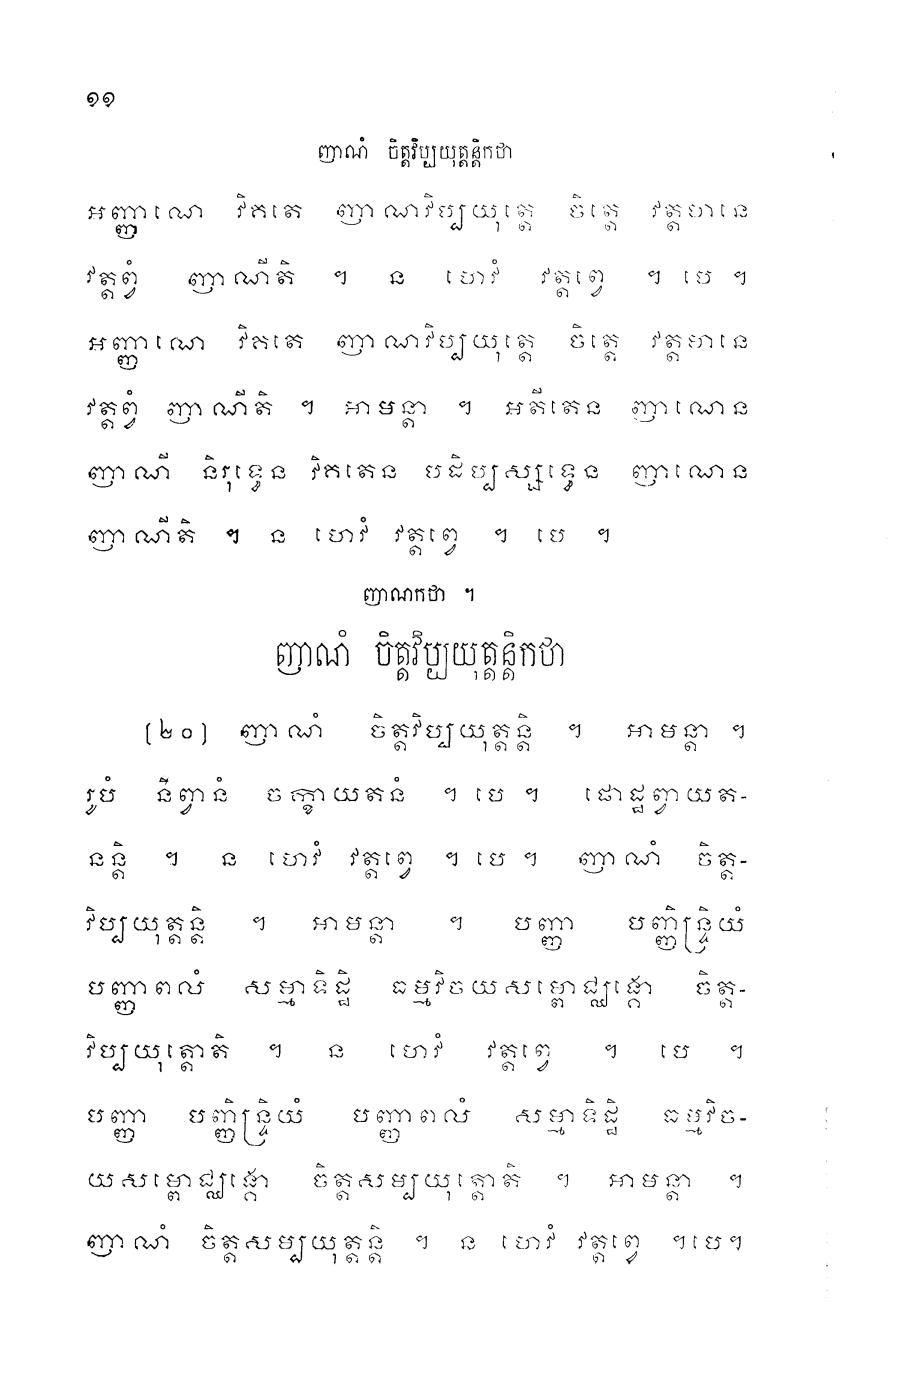 ១១
ញាណំ ចិត្តវិប្បយុត្តន្តិកថា
អញ្ញាណេ វិគតេ ញាណវិប្បយុត្តេ ចិត្តេ វត្តមានេ
វត្តព្វំ ញាណីតិ ។ ន ហេវំ វត្តព្វេ ។ បេ ។
អញ្ញាណេ វិគតេ ញាណវិប្បយុត្តេ ចិត្តេ វត្តមានេ
វត្តព្វំ ញាណីតិ ។ អាមន្តា ។ អតីតេន ញាណេន
ញាណី និរុទ្ធេន វិគតេន បដិប្បស្សទ្ធេន ញាណេន
ញាណីតិ ។ ន ហេវំ វត្តព្វេ ។ បេ ។
ញាណកថា ។
ញាណំ ចិត្តវិប្បយុត្តន្តិកថា
(២០) ញាណំ ចិត្តវិប្បយុត្តន្តិ ។ អាមន្តា ។
រូបំ និព្វានំ ចក្ខាយតនំ ។ បេ ។ ផោដ្ឋព្វាយត-
នន្តិ ។ ន ហេវំ វត្តព្វេ ។ បេ ។ ញាណំ ចិត្ត-
វិប្បយុត្តន្តិ ។ អាមន្តា ។ បញ្ញា បញ្ញិន្ទ្រិយំ
បញ្ញាពលំ សម្មាទិដ្ឋិ ធម្មវិចយសម្ពោជ្ឈង្គោ ចិត្ត-
វិប្បយុត្តោតិ ។ ន ហេវំ វត្តព្វេ ។ បេ ។
បញ្ញា បញ្ញិន្ទ្រិយំ បញ្ញាពលំ សម្មាទិដ្ឋិ ធម្មវិច-
យសម្ពោជ្ឈង្គោ ចិត្តសម្បយុត្តោតិ ។ អាមន្តា ។
ញាណំ ចិត្តសម្បយុត្តន្តិ ។ ន ហេវំ វត្តព្វេ ។បេ។